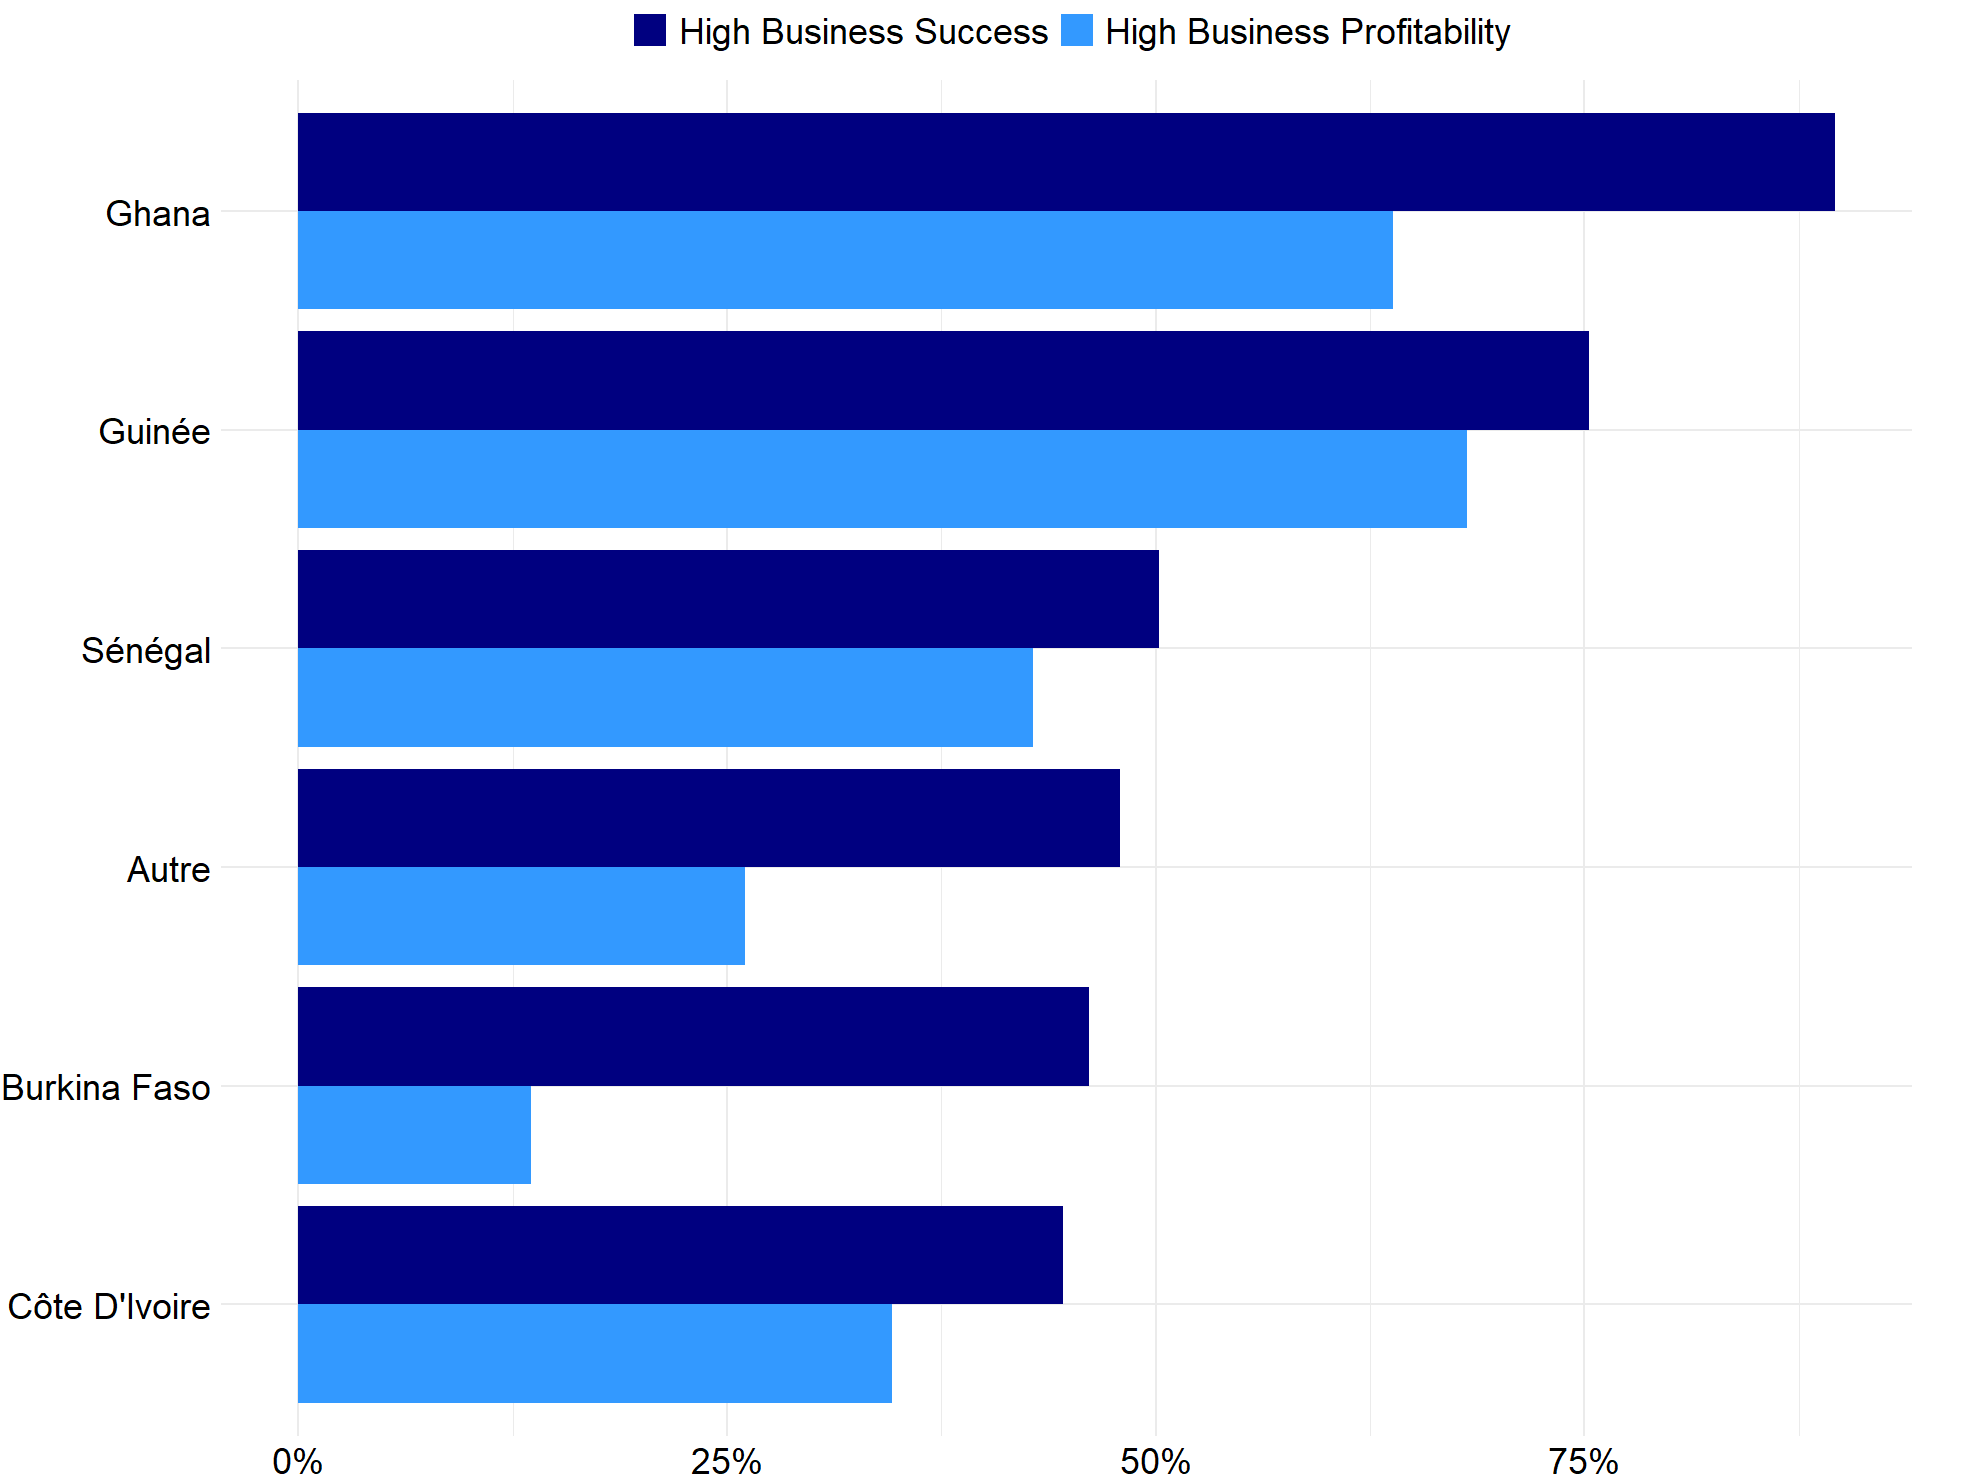 High Business Success High Business Profitability
Ghana
Guinée
Sénégal
Autre
Burkina Faso
Côte D'Ivoire
0% 25% 50% 75%